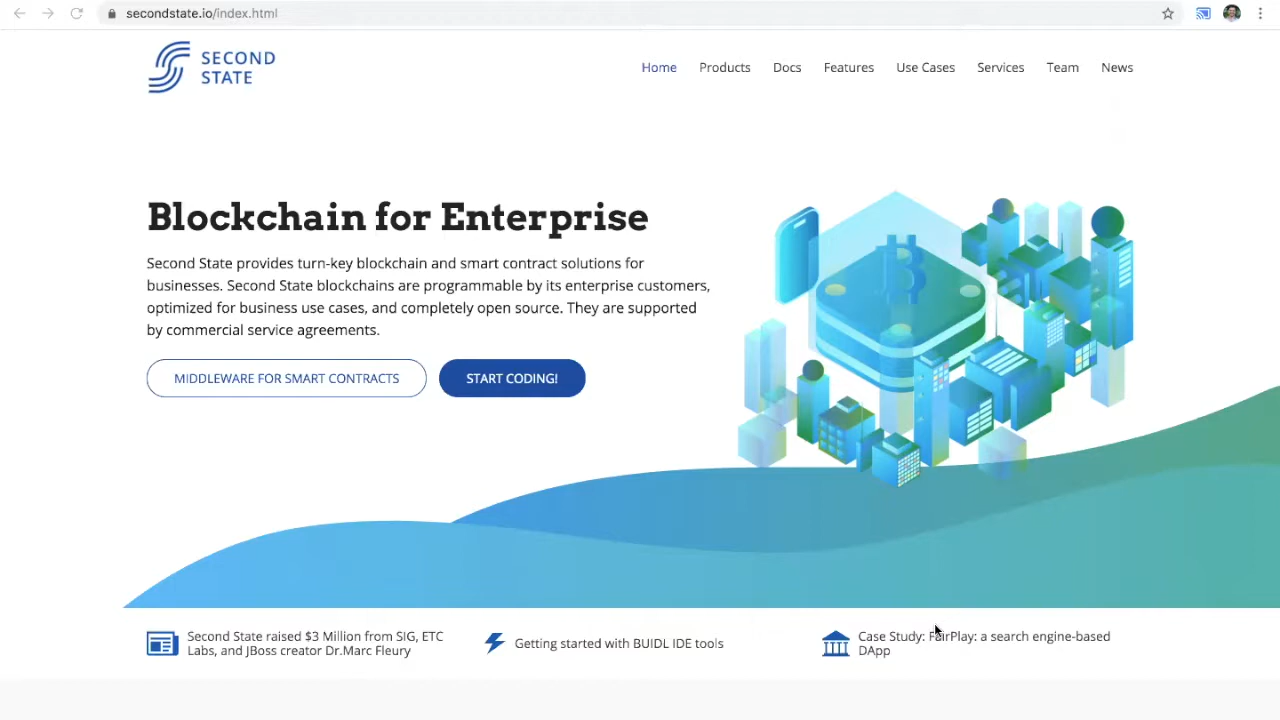 secondstate.io/index.html
SECOND
STATE
Home Products Docs Features Use Cases Services Team News
Blockchain for Enterprise
Second State provides turn-key blockchain and smart contract solutions for
businesses. Second State blockchains are programmable by its enterprise customers,
optimized for business use cases, and completely open source. They are supported
by commercial service agreements.
MIDDLEWARE FOR SMART CONTRACTS START CODING!
Second State raised $3 Million from SIG, ETC
Labs, and JBoss creator Dr.Marc Fleury
Getting started with BUIDL IDE tools
Case Study: FairPlay: a search engine-based
DApp